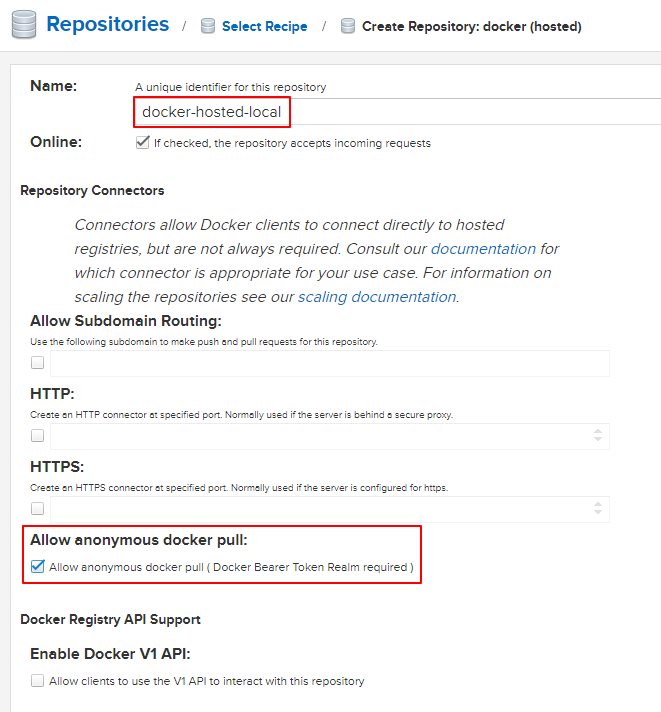 Repositories / Select Recipe / Create Repository: docker (hosted)
Name: A unique identifier for this repository
docker-hosted-local
Online: If checked, the repository accepts incoming requests
Repository Connectors
Connectors allow Docker clients to connect directly to hosted
registries, but are not always required. Consult our documentation for
which connector is appropriate for your use case. For information on
scaling the repositories see our scaling documentation.
Allow Subdomain Routing:
Use the following subdomain to make push and pull requests for this repository.
HTTP:
Create an HTTP connector at specified port. Normally used if the server is behind a secure proxy.
HTTPS:
Create an HTTPS connector at specified port. Normally used if the server is configured for https.
Allow anonymous docker pull:
Allow anonymous docker pull ( Docker Bearer Token Realm required )
Docker Registry API Support
Enable Docker V1 API:
Allow clients to use the V1 API to interact with this repository